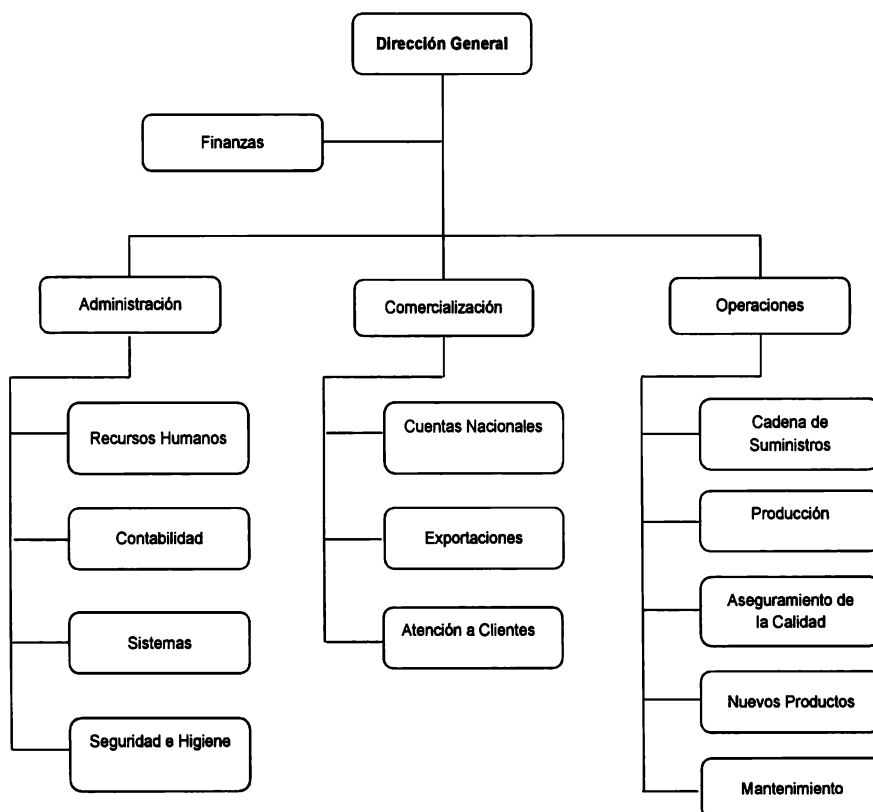 Dirección General
Finanzas
Administración
Comercialización
Operaciones
Recursos Humanos
Contabilidad
Sistemas
Seguridad e Higiene
Cuentas Nacionales
Exportaciones
Atención a Clientes
Cadena de
Suministros
Producción
Aseguramiento de
la Calidad
Nuevos Productos
Mantenimiento